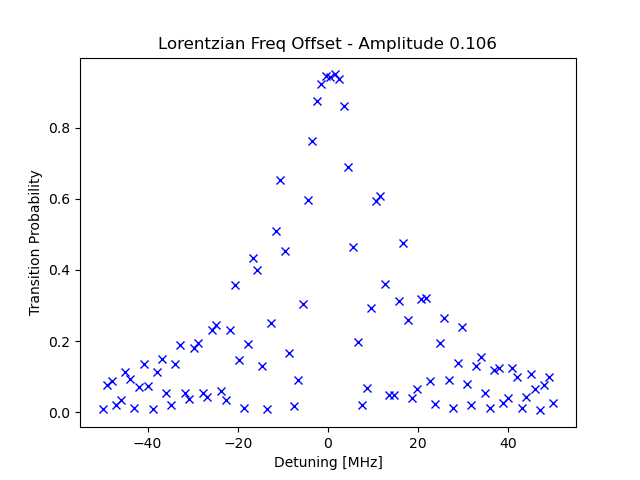 Lorentzian Freq Offset - Amplitude 0.106
Transition Probability
0.8
0.6
0.4
0.2
0.0
−40 −20 0 20 40
Detuning [MHz]